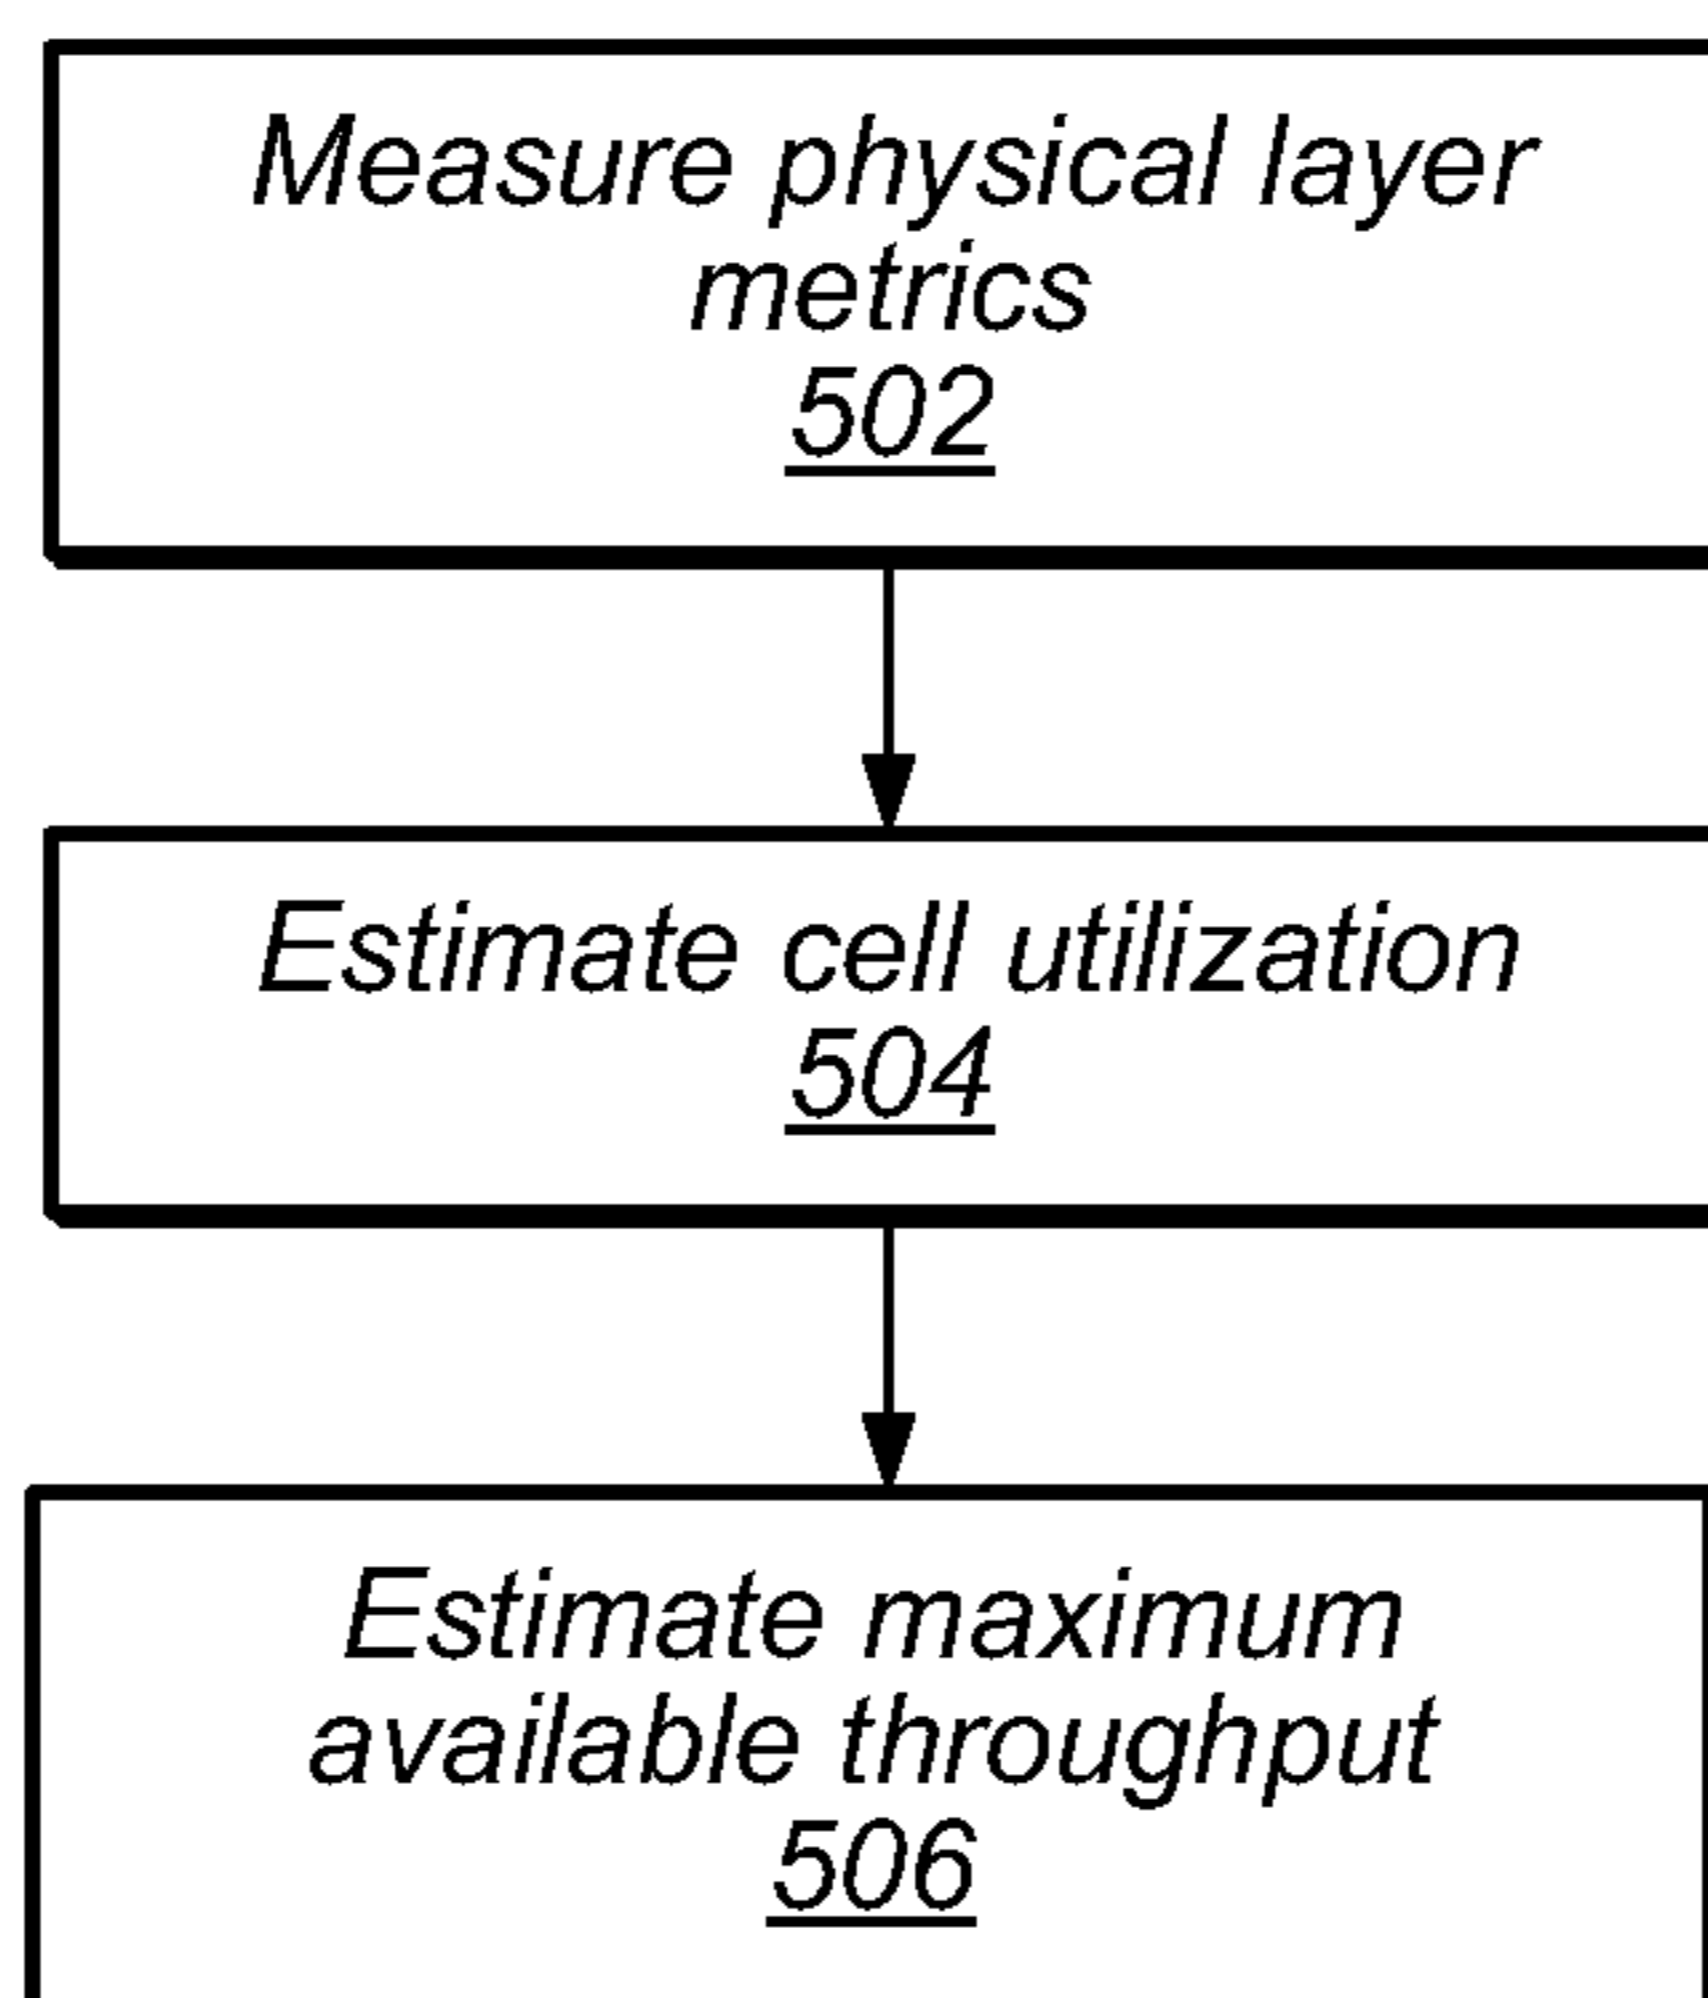 Measure physical layer
metrics
502
Estimate cell utilization
504
Estimate maximum
available throughput
506